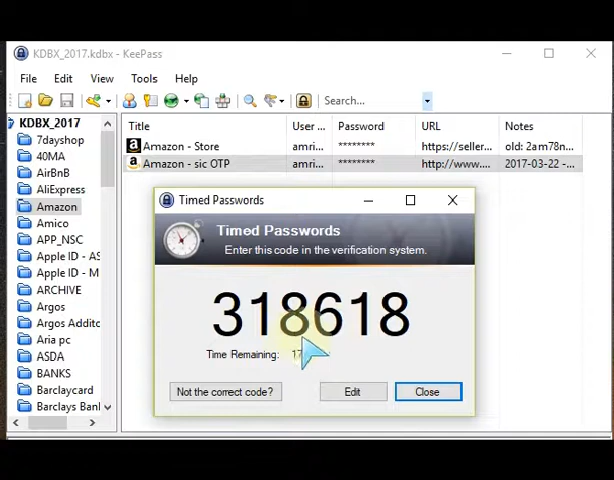 KDBX_2017.kdbx - KeePass
File Edit View Tools Help
Search...
KDBX_2017
7dayshop
40MA
AirBnB
AliExpress
Amazon
Amico
APP_NSC
Apple ID - AS
Apple ID - M
ARCHIVE
Argos
Argos Additc
Aria pc
ASDA
BANKS
Barclaycard
Barclays Banl
Title User ... Password URL Notes
Amazon - Store amri... ******** https://seller... old: 2am78n...
Amazon - sic OTP amri... ******** http://www.... 2017-03-22 -...
Timed Passwords
Timed Passwords
Enter this code in the verification system.
318618
Time Remaining:
Not the correct code? Edit Close